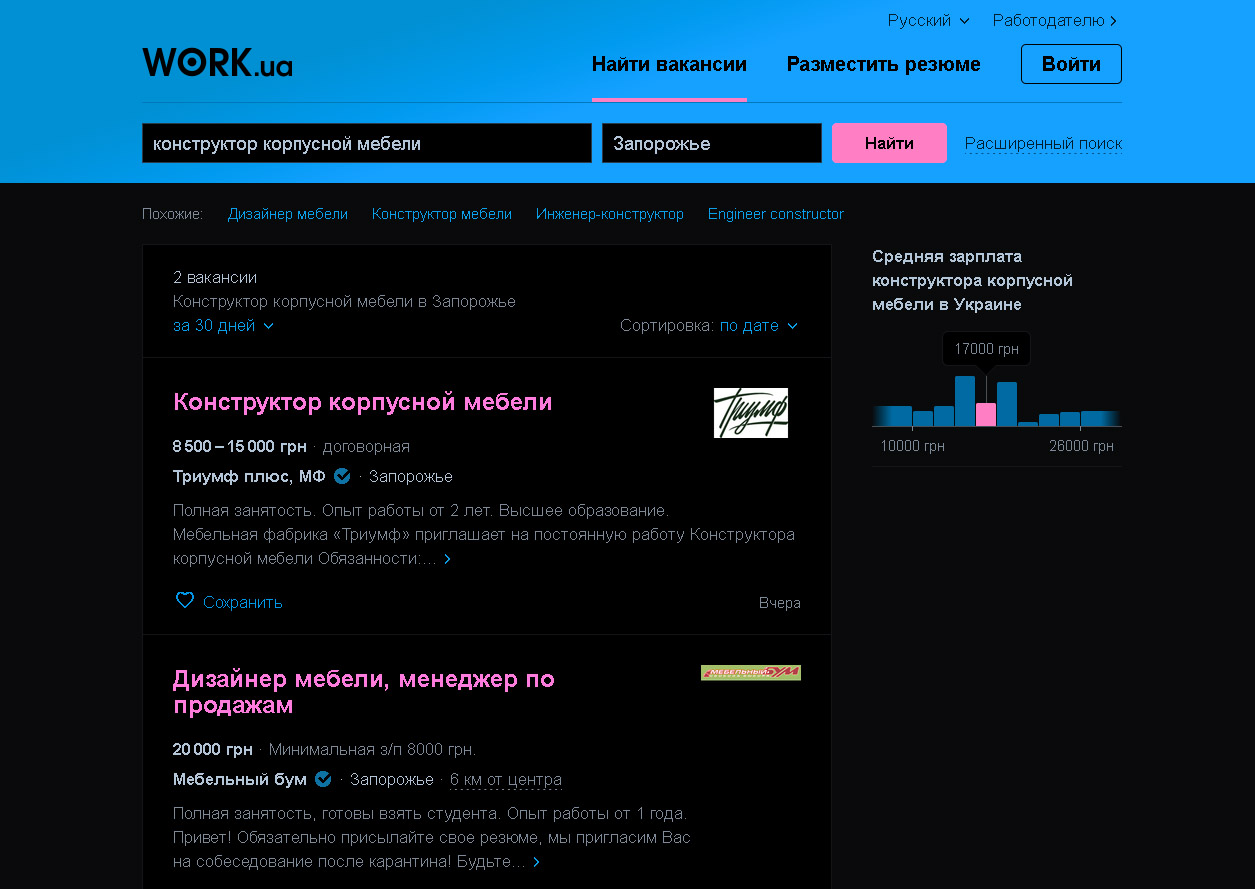 Русский
Работодателю
WORK.ua
Найти вакансии
Разместить резюме
Войти
конструктор корпусной мебели
Запорожье
Найти
Расширенный поиск
Похожие: Дизайнер мебели Конструктор мебели Инженер-конструктор Engineer constructor
2 вакансии
Конструктор корпусной мебели в Запорожье
за 30 дней
Сортировка: по дате
Конструктор корпусной мебели
Триумф
8 500 – 15 000 грн · договорная
Триумф плюс, МФ · Запорожье
Полная занятость. Опыт работы от 2 лет. Высшее образование.
Мебельная фабрика «Триумф» приглашает на постоянную работу Конструктора
корпусной мебели Обязанности:...
Сохранить
Вчера
Дизайнер мебели, менеджер по
продажам
МЕБЕЛЬНЫЙ БУМ
20 000 грн · Минимальная з/п 8000 грн.
Мебельный бум · Запорожье · 6 км от центра
Полная занятость, готовы взять студента. Опыт работы от 1 года.
Привет! Обязательно присылайте свое резюме, мы пригласим Вас
на собеседование после карантина! Будьте...
Средняя зарплата
конструктора корпусной
мебели в Украине
17000 грн
10000 грн
26000 грн